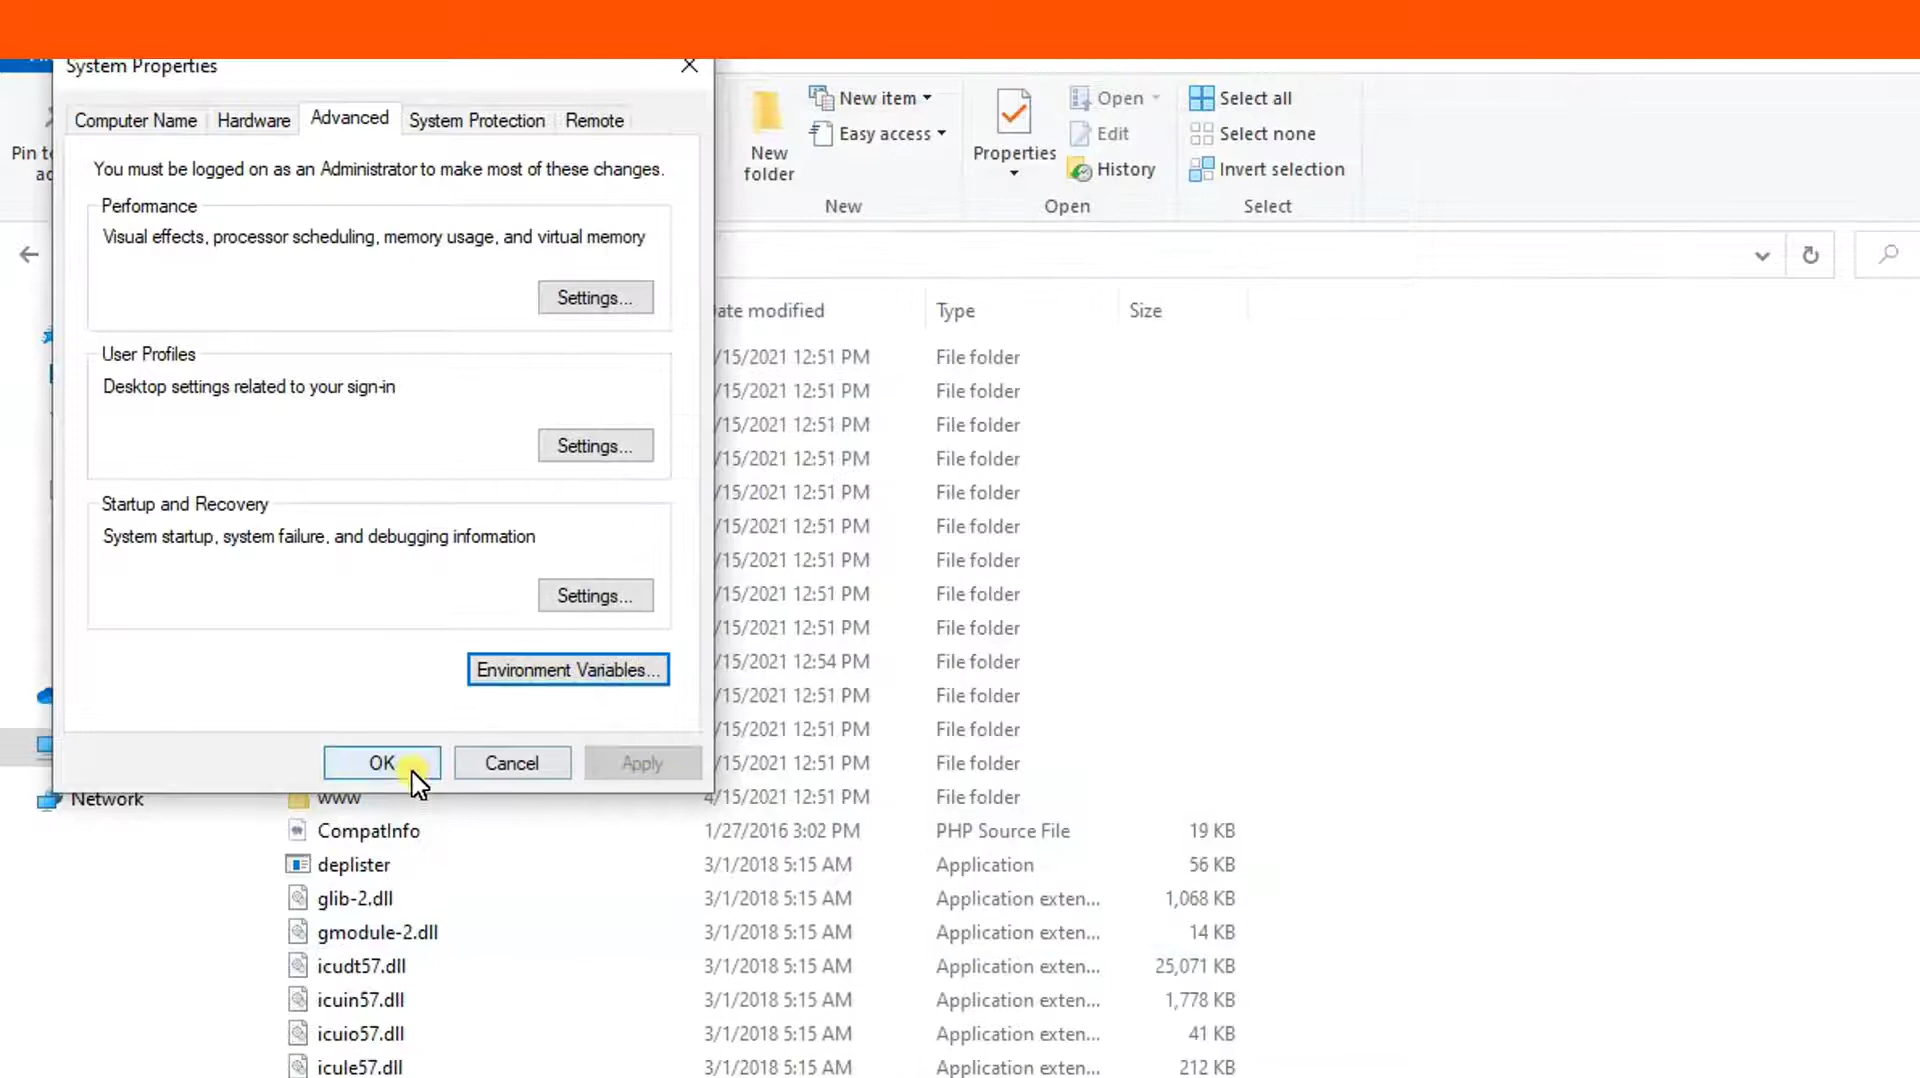 System Properties
Computer Name Hardware Advanced System Protection Remote
You must be logged on as an Administrator to make most of these changes.
Performance
Visual effects, processor scheduling, memory usage, and virtual memory
Settings...
User Profiles
Desktop settings related to your sign-in
Settings...
Startup and Recovery
System startup, system failure, and debugging information
Settings...
Environment Variables...
OK Cancel Apply
Pin to
New item
Easy access
New
folder
New
Properties
Open
Edit
History
Open
Select all
Select none
Invert selection
Select
Date modified Type Size
/15/2021 12:51 PM File folder
/15/2021 12:51 PM File folder
/15/2021 12:51 PM File folder
/15/2021 12:51 PM File folder
/15/2021 12:51 PM File folder
/15/2021 12:51 PM File folder
/15/2021 12:51 PM File folder
/15/2021 12:51 PM File folder
/15/2021 12:51 PM File folder
/15/2021 12:54 PM File folder
/15/2021 12:51 PM File folder
/15/2021 12:51 PM File folder
/15/2021 12:51 PM File folder
Network
www 4/15/2021 12:51 PM File folder
CompatInfo 1/27/2016 3:02 PM PHP Source File 19 KB
deplister 3/1/2018 5:15 AM Application 56 KB
glib-2.dll 3/1/2018 5:15 AM Application exten... 1,068 KB
gmodule-2.dll 3/1/2018 5:15 AM Application exten... 14 KB
icudt57.dll 3/1/2018 5:15 AM Application exten... 25,071 KB
icuin57.dll 3/1/2018 5:15 AM Application exten... 1,778 KB
icuio57.dll 3/1/2018 5:15 AM Application exten... 41 KB
icule57.dll 3/1/2018 5:15 AM Application exten... 212 KB